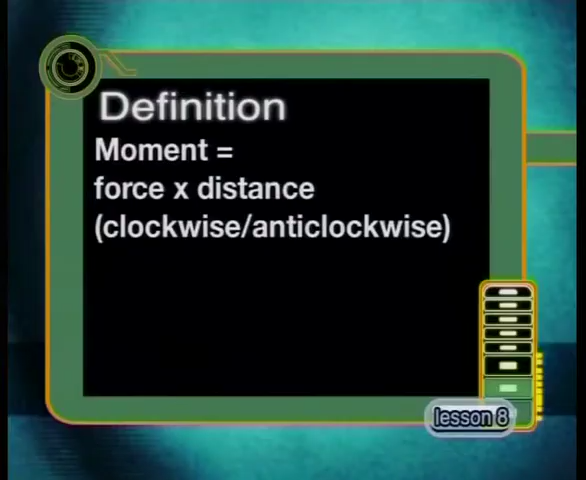 Definition
Moment =
force x distance
(clockwise/anticlockwise)
lesson 8